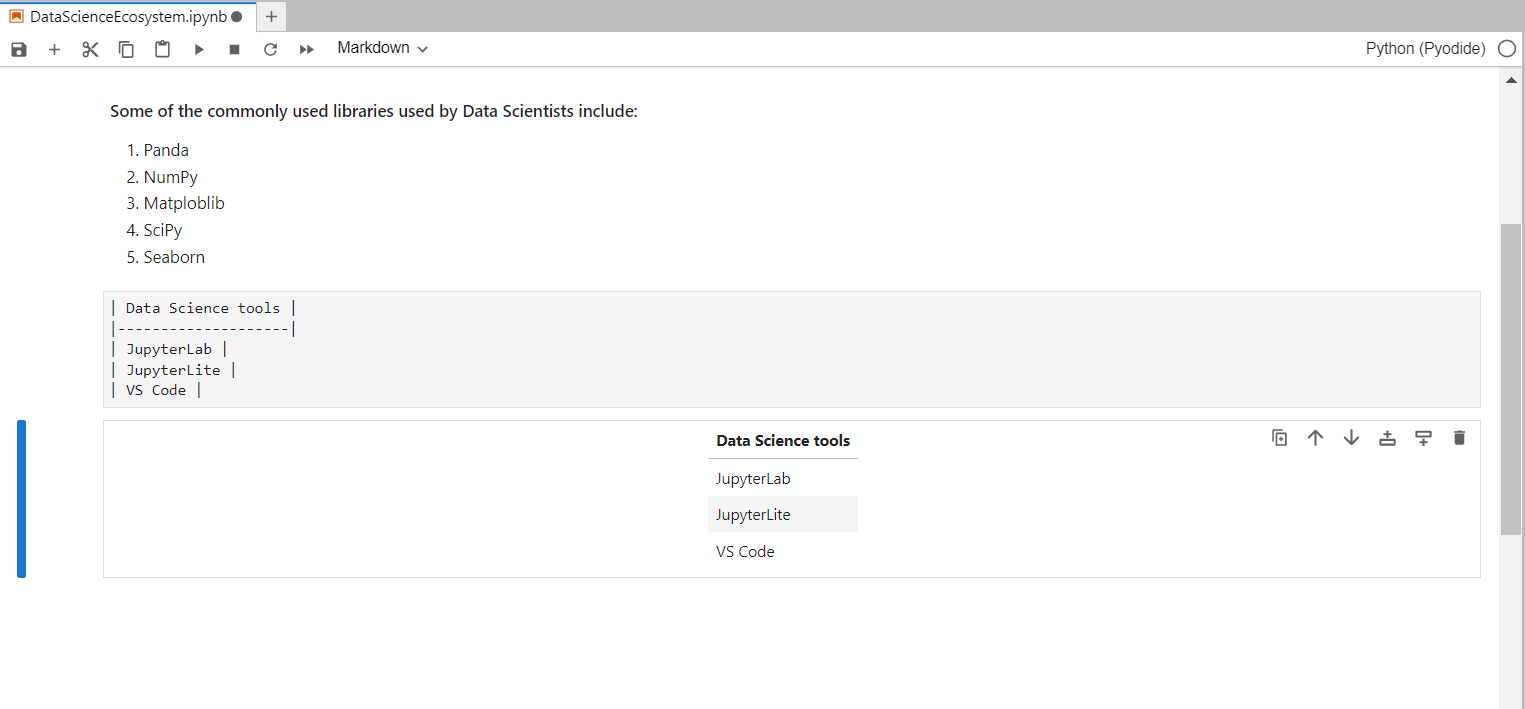 DataScienceEcosystem.ipynb
Markdown
Python (Pyodide)
Some of the commonly used libraries used by Data Scientists include:
1. Panda
2. NumPy
3. Matploblib
4. SciPy
5. Seaborn
| Data Science tools |
|--------------------|
| JupyterLab |
| JupyterLite |
| VS Code |
Data Science tools
JupyterLab
JupyterLite
VS Code